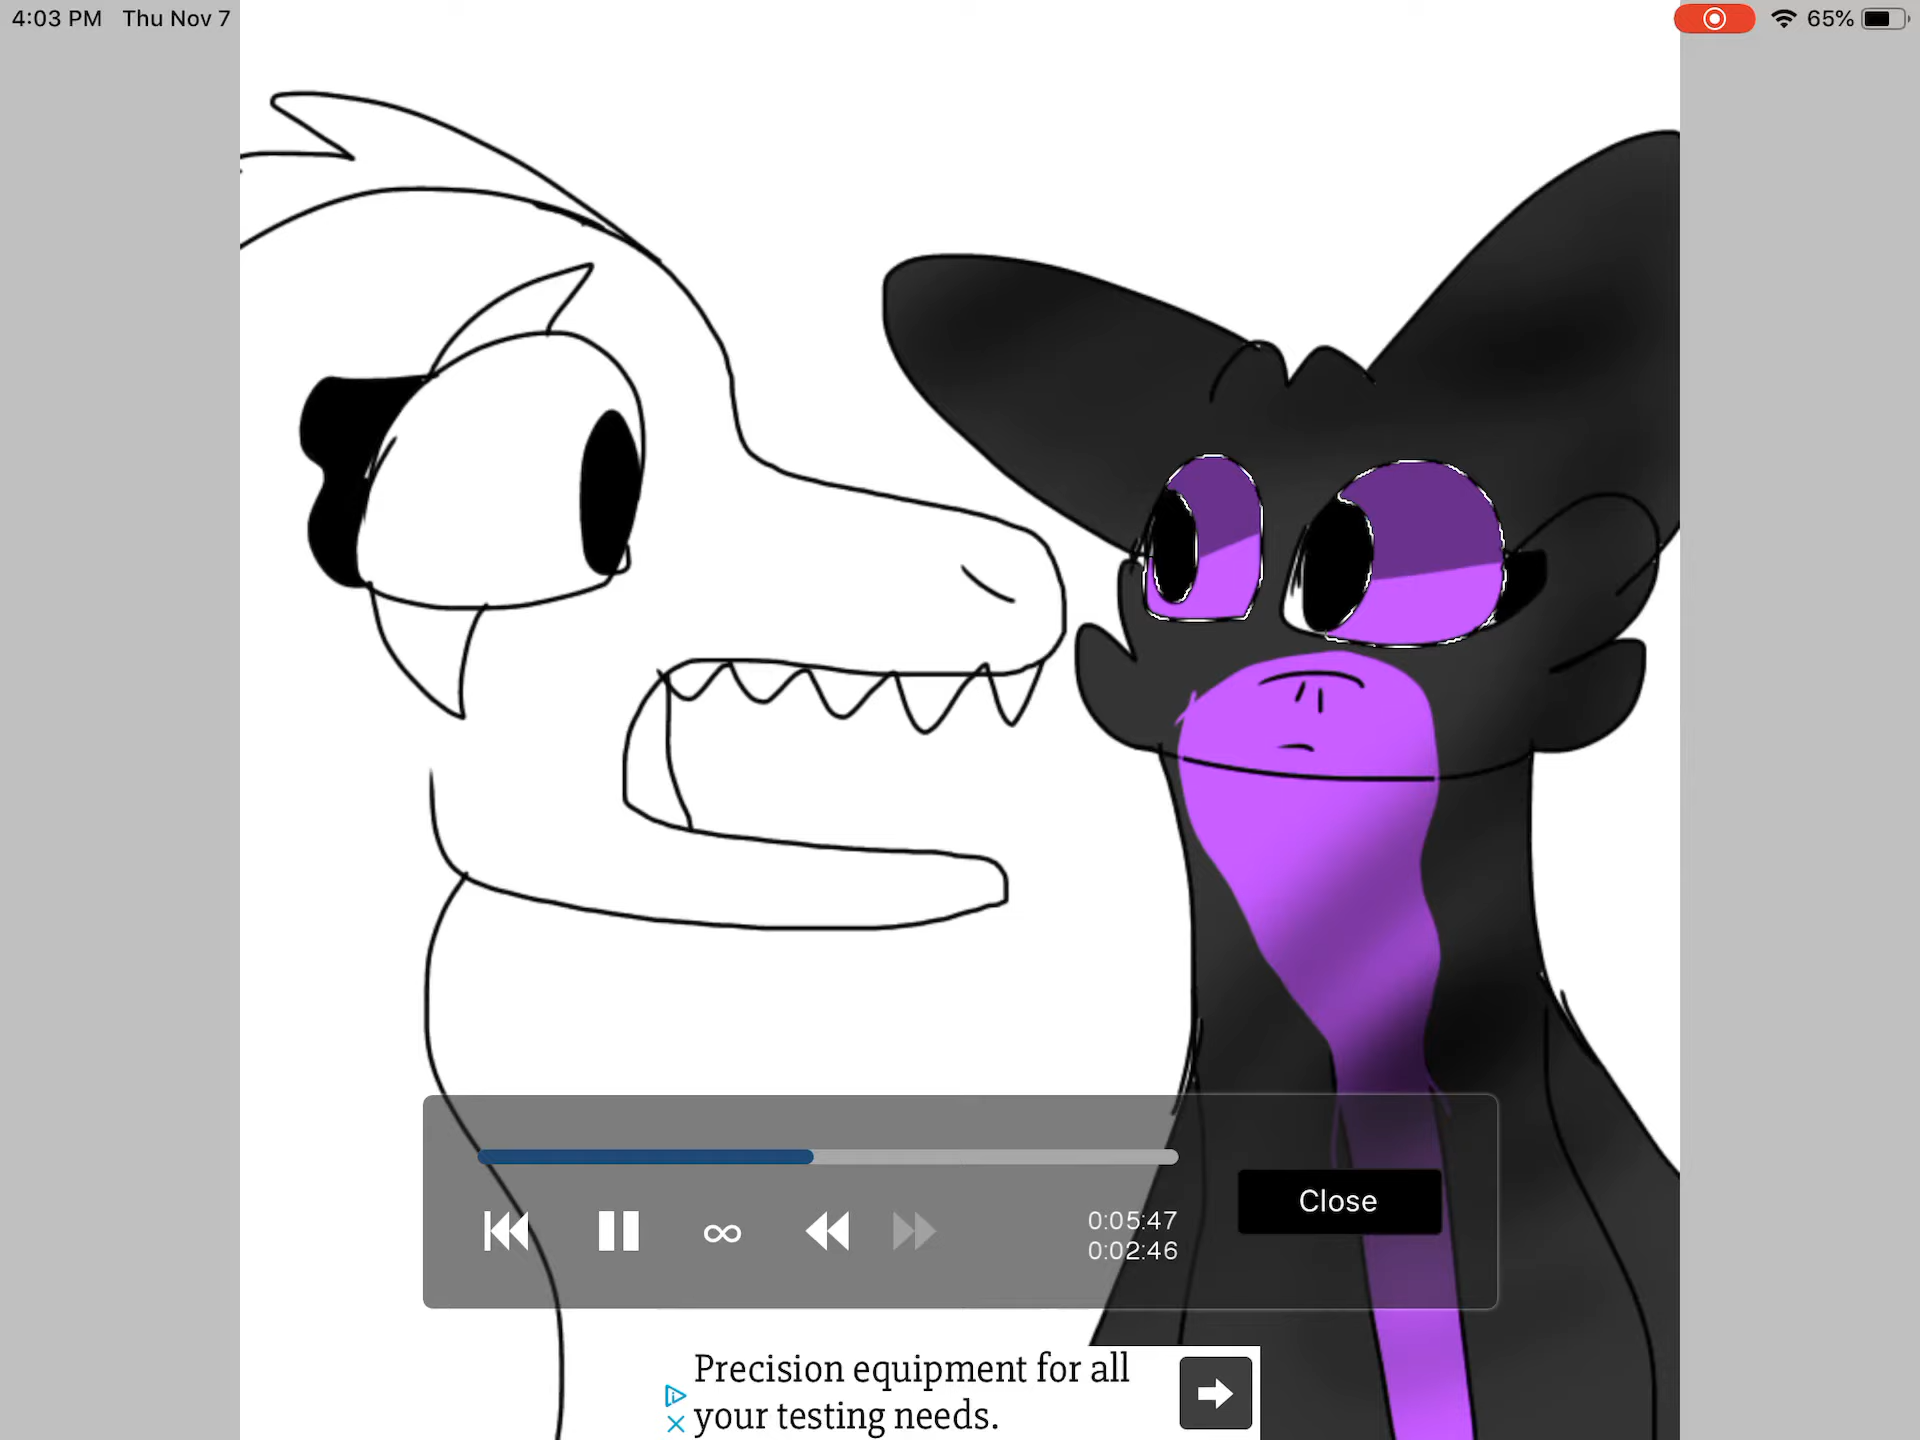 4:03 PM Thu Nov 7
65%
0:05:47
0:02:46
Close
Precision equipment for all
your testing needs.